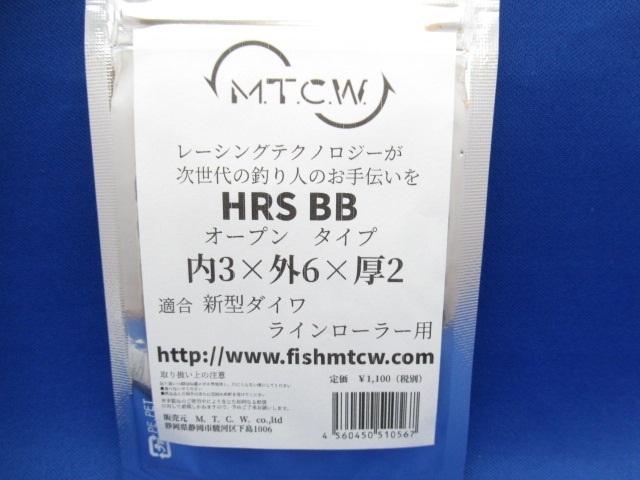 M.T.C.W.
レーシングテクノロジーが
次世代の釣り人のお手伝いを
HRS BB
オープン　タイプ
内3×外6×厚2
適合 新型ダイワ
ラインローラー用
http://www.fishmtcw.com
取り扱い上の注意
定価　￥1,100（税別）
販売元　M. T. C. W. co.,ltd
静岡県静岡市駿河区下島1006
4 560450 510567
PE, PET